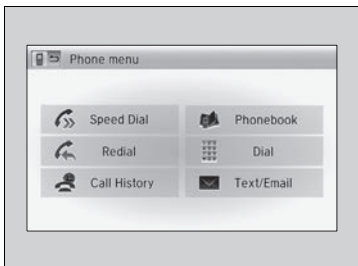 Phone menu
Speed Dial
Phonebook
Redial
Dial
Call History
Text/Email